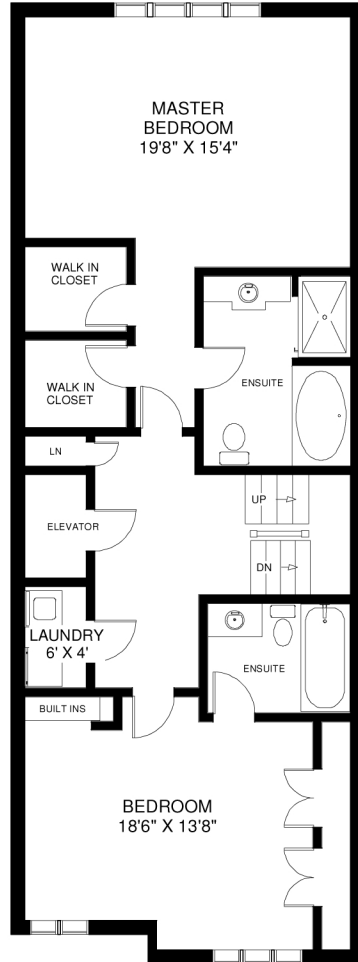 MASTER
BEDROOM
19'8" X 15'4"
WALK IN
CLOSET
WALK IN
CLOSET
ENSUITE
LN
UP
ELEVATOR
DN
LAUNDRY
6' X 4'
ENSUITE
BUILT INS
BEDROOM
18'6" X 13'8"